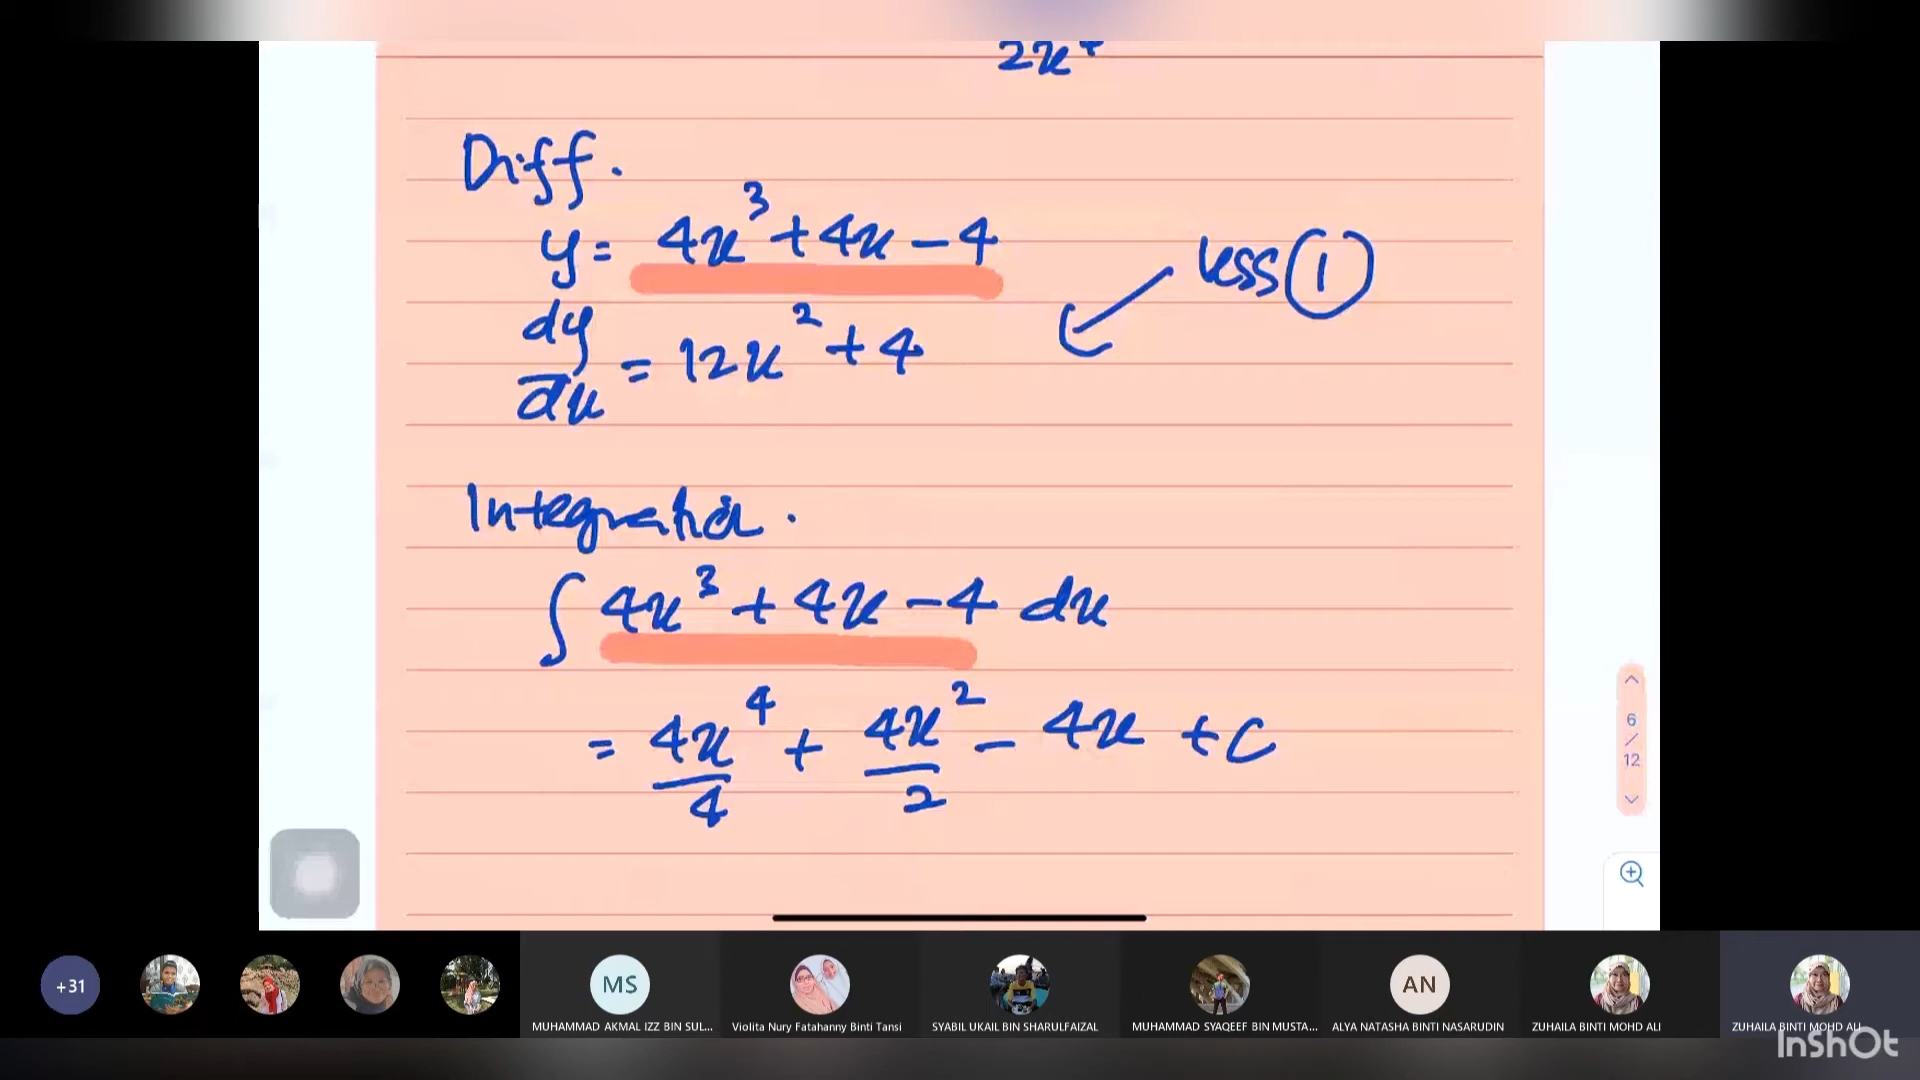 2x
Diff.
y = 4x³ + 4x - 4
less 1
dy/dx = 12x² + 4
Integration.
∫ 4x³ + 4x - 4 dx
= 4x⁴/4 + 4x²/2 - 4x + c
6
/
12
+31
MS
AN
MUHAMMAD AKMAL IZZ BIN SUL...
Violita Nury Fatahanny Binti Tansi
SYABIL UKAIL BIN SHARULFAIZAL
MUHAMMAD SYAQEEF BIN MUSTA...
ALYA NATASHA BINTI NASARUDIN
ZUHAILA BINTI MOHD ALI
ZUHAILA BINTI MOHD ALI
InShOt